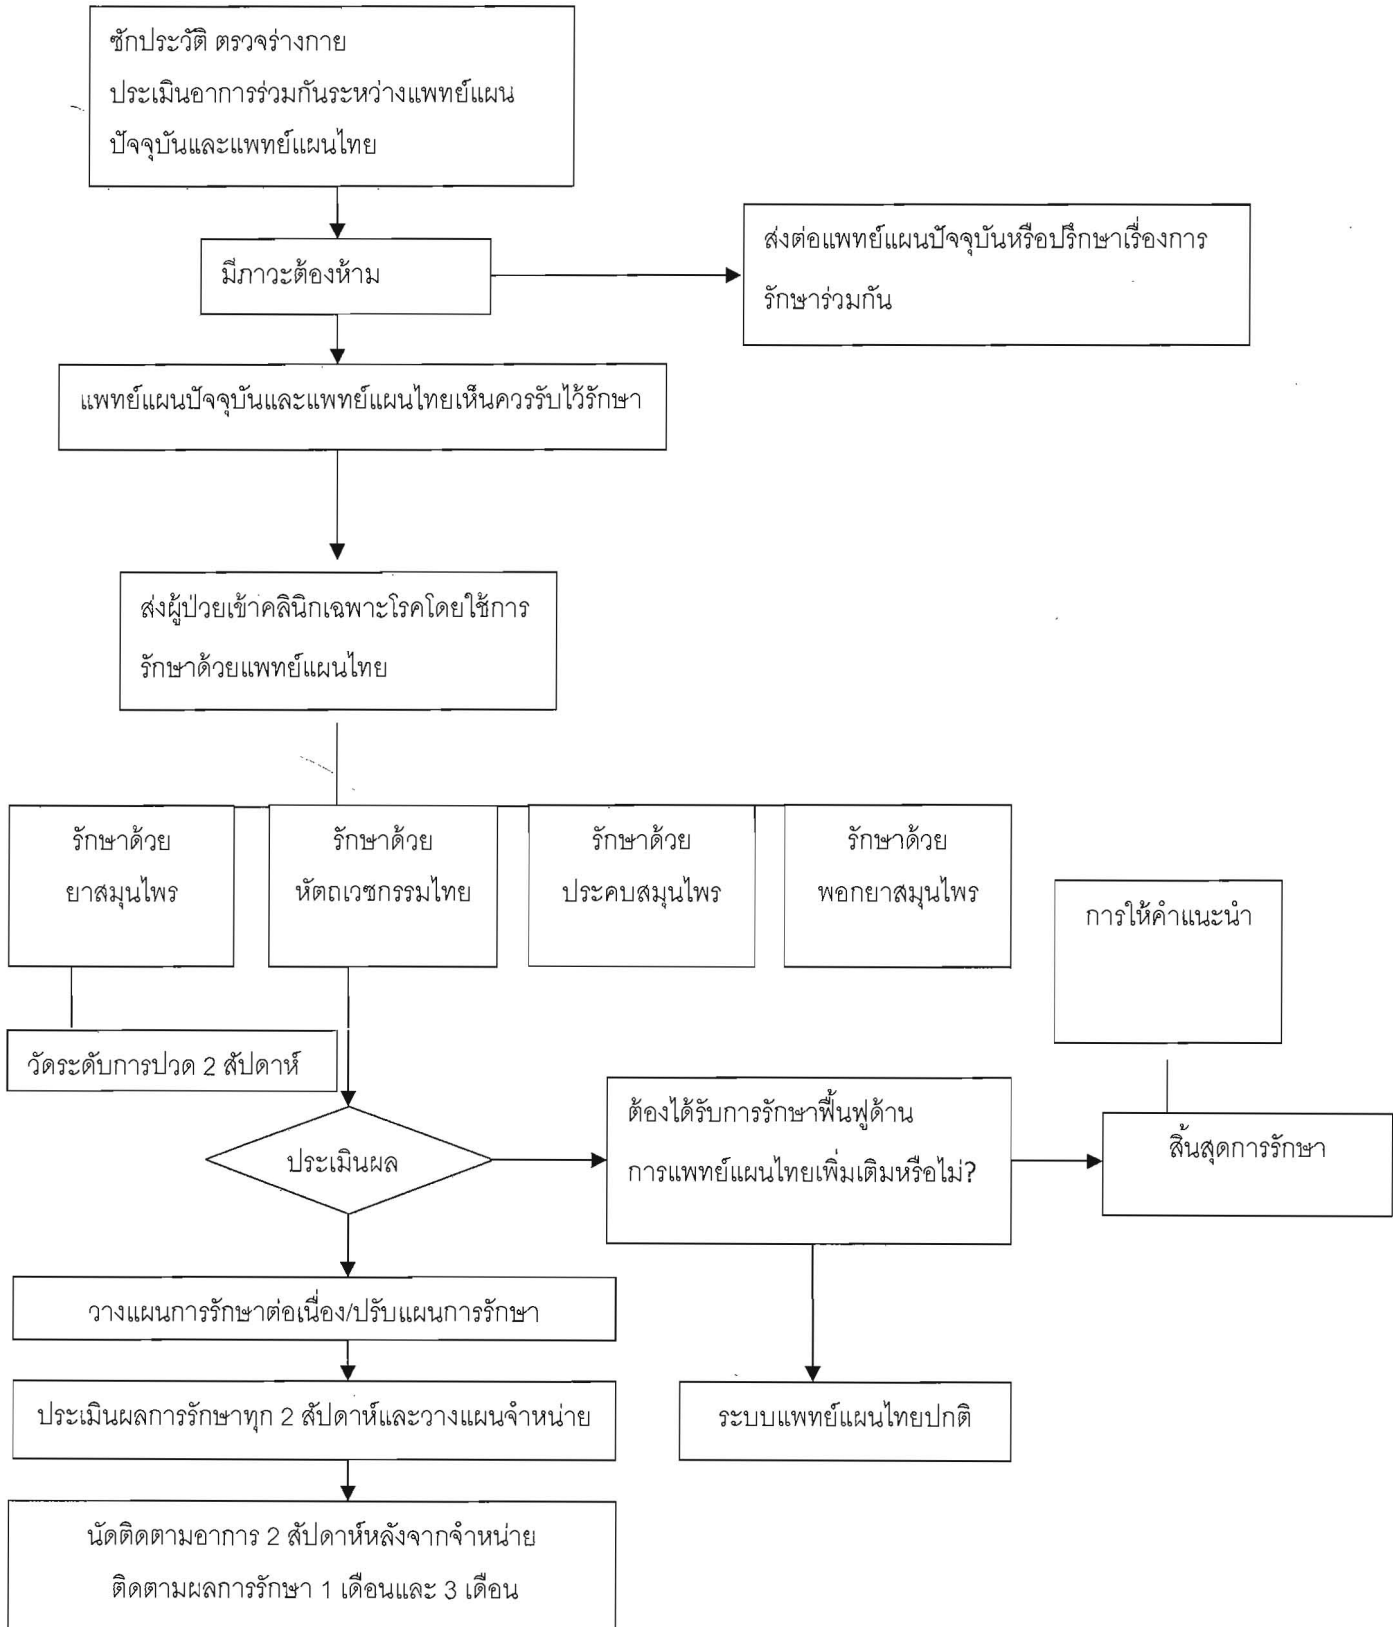 ซักประวัติ ตรวจร่างกาย
ประเมินอาการร่วมกันระหว่างแพทย์แผน
ปัจจุบันและแพทย์แผนไทย
มีภาวะต้องห้าม
ส่งต่อแพทย์แผนปัจจุบันหรือปรึกษาเรื่องการ
รักษาร่วมกัน
แพทย์แผนปัจจุบันและแพทย์แผนไทยเห็นควรรับไว้รักษา
ส่งผู้ป่วยเข้าคลินิกเฉพาะโรคโดยใช้การ
รักษาด้วยแพทย์แผนไทย
รักษาด้วย
ยาสมุนไพร
รักษาด้วย
หัตถเวชกรรมไทย
รักษาด้วย
ประคบสมุนไพร
รักษาด้วย
พอกยาสมุนไพร
การให้คำแนะนำ
วัดระดับการปวด 2 สัปดาห์
ประเมินผล
ต้องได้รับการรักษาฟื้นฟูด้าน
การแพทย์แผนไทยเพิ่มเติมหรือไม่?
สิ้นสุดการรักษา
วางแผนการรักษาต่อเนื่อง/ปรับแผนการรักษา
ประเมินผลการรักษาทุก 2 สัปดาห์และวางแผนจำหน่าย
ระบบแพทย์แผนไทยปกติ
นัดติดตามอาการ 2 สัปดาห์หลังจากจำหน่าย
ติดตามผลการรักษา 1 เดือนและ 3 เดือน